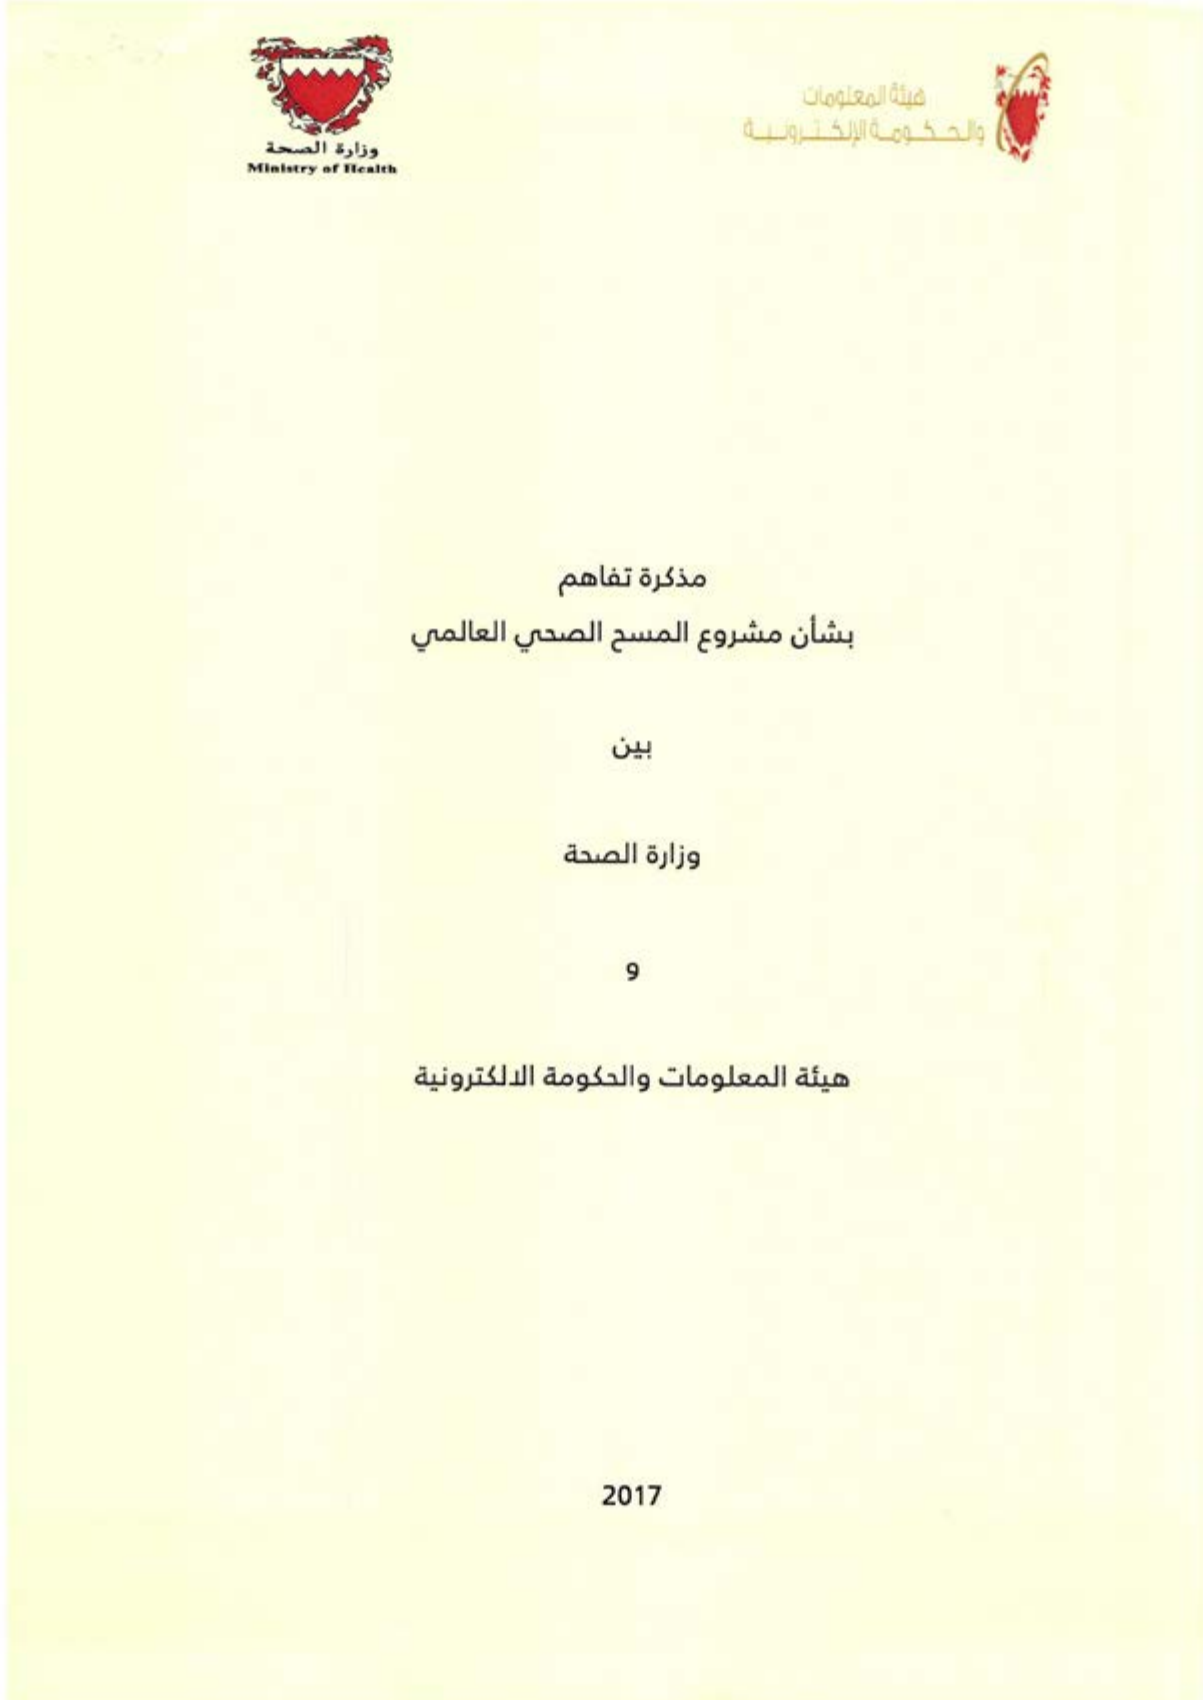 هيئة المعلومات
والحكومة الإلكترونية
وزارة الصحة
Ministry of Health
مذكرة تفاهم
بشأن مشروع المسح الصحي العالمي
بين
وزارة الصحة
و
هيئة المعلومات والحكومة الالكترونية
2017